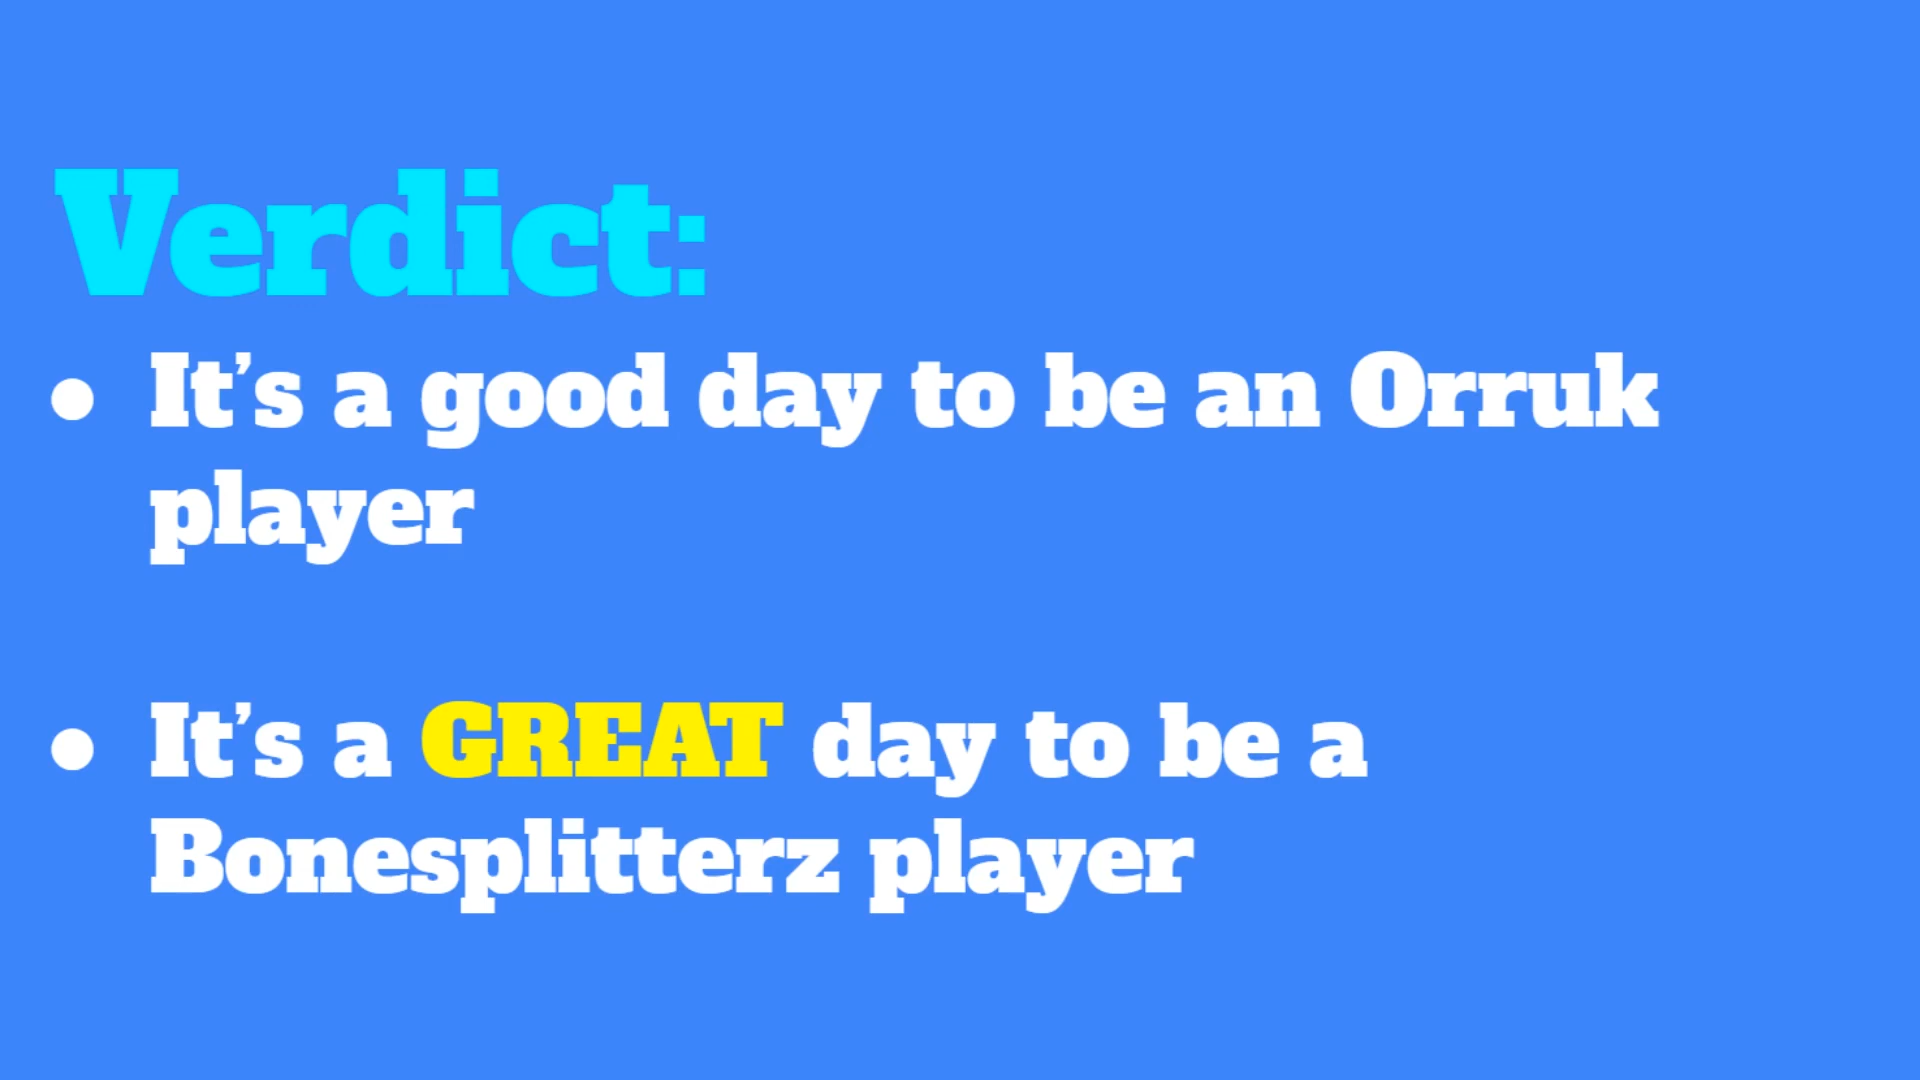 Verdict:
● It’s a good day to be an Orruk
player
● It’s a GREAT day to be a
Bonesplitterz player